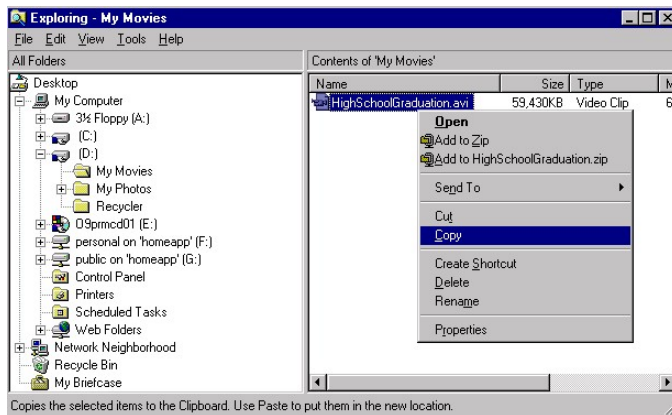 Exploring - My Movies
File Edit View Tools Help
All Folders
Contents of 'My Movies'
Name Size Type M
Desktop
My Computer
3½ Floppy (A:)
(C:)
(D:)
My Movies
My Photos
Recycler
09prmcd01 (E:)
personal on 'homeapp' (F:)
public on 'homeapp' (G:)
Control Panel
Printers
Scheduled Tasks
Web Folders
Network Neighborhood
Recycle Bin
My Briefcase
HighSchoolGraduation.avi 59,430KB Video Clip 6
Open
Add to Zip
Add to HighSchoolGraduation.zip
Send To
Cut
Copy
Create Shortcut
Delete
Rename
Properties
Copies the selected items to the Clipboard. Use Paste to put them in the new location.